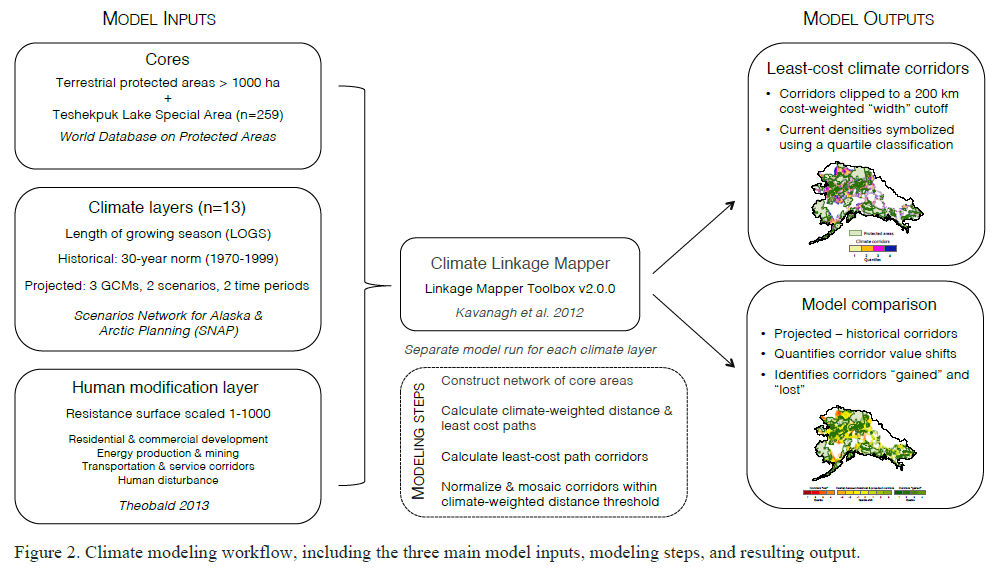 MODEL INPUTS
Cores
Terrestrial protected areas > 1000 ha
+
Teshekpuk Lake Special Area (n=259)
World Database on Protected Areas
Climate layers (n=13)
Length of growing season (LOGS)
Historical: 30-year norm (1970-1999)
Projected: 3 GCMs, 2 scenarios, 2 time periods
Scenarios Network for Alaska &
Arctic Planning (SNAP)
Human modification layer
Resistance surface scaled 1-1000
Residential & commercial development
Energy production & mining
Transportation & service corridors
Human disturbance
Theobald 2013
Climate Linkage Mapper
Linkage Mapper Toolbox v2.0.0
Kavanagh et al. 2012
Separate model run for each climate layer
MODELING STEPS
Construct network of core areas
Calculate climate-weighted distance &
least cost paths
Calculate least-cost path corridors
Normalize & mosaic corridors within
climate-weighted distance threshold
MODEL OUTPUTS
Least-cost climate corridors
• Corridors clipped to a 200 km
cost-weighted “width” cutoff
• Current densities symbolized
using a quartile classification
Protected areas
Climate corridors
1 2 3 4
Quartiles
Model comparison
• Projected – historical corridors
• Quantifies corridor value shifts
• Identifies corridors “gained” and
“lost”
Figure 2. Climate modeling workflow, including the three main model inputs, modeling steps, and resulting output.